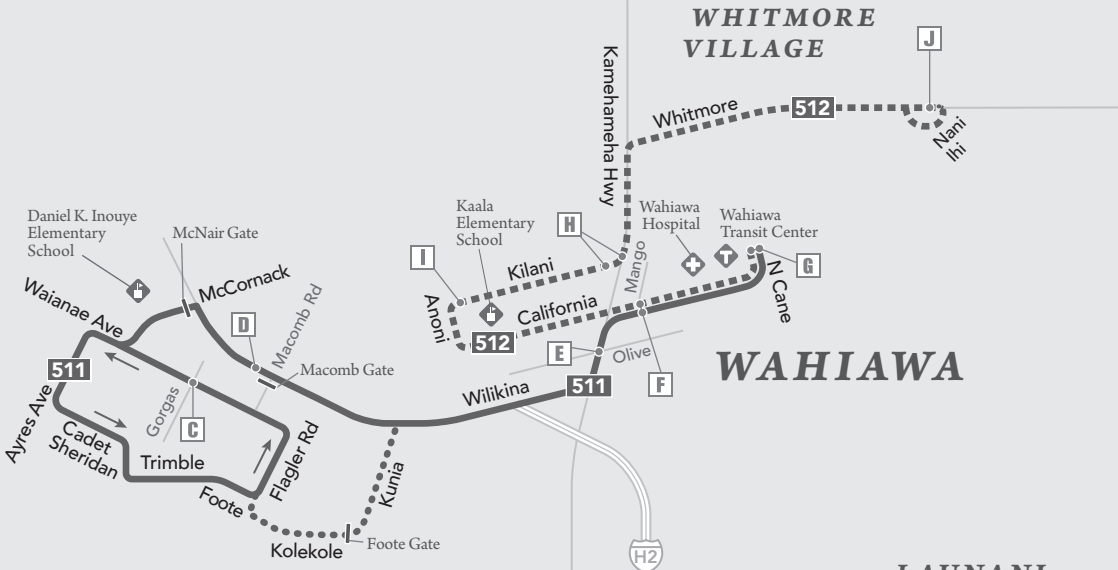 WHITMORE
VILLAGE
J
Kamehameha Hwy
Whitmore
512
Nani
Ihi
Daniel K. Inouye
Elementary
School
McNair Gate
Kaala
Elementary
School
H
Wahiawa
Hospital
Wahiawa
Transit Center
I
Kilani
Mango
G
Waianae Ave
McCornack
Anoni
California
N Cane
D
Macomb Rd
512
E
Olive
511
Macomb Gate
WAHIAWA
Ayres Ave
Gorgas
C
Wilikina
511
F
Cadet
Sheridan
Trimble
Flagler Rd
Foote
Kunia
Kolekole
Foote Gate
H2